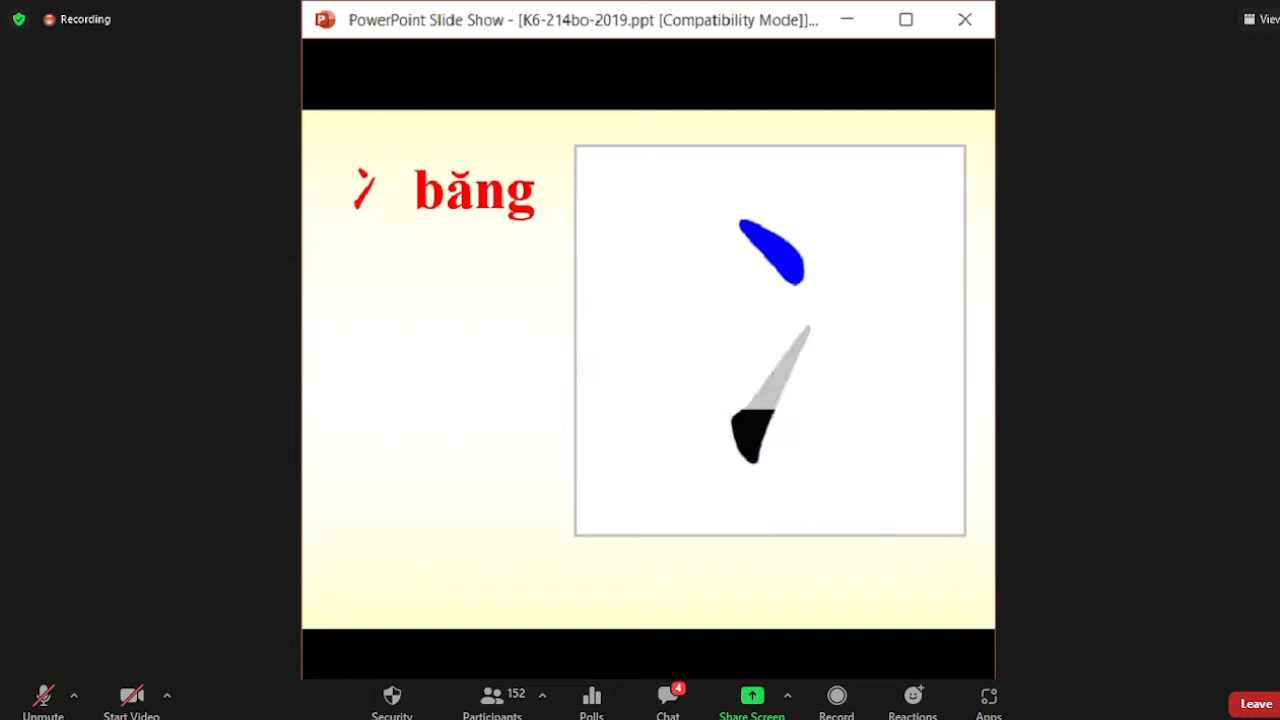 Recording
PowerPoint Slide Show - [K6-214bo-2019.ppt [Compatibility Mode]]...
View
冫 băng
152
4
Unmute
Start Video
Security
Participants
Polls
Chat
Share Screen
Record
Reactions
Apps
Leave